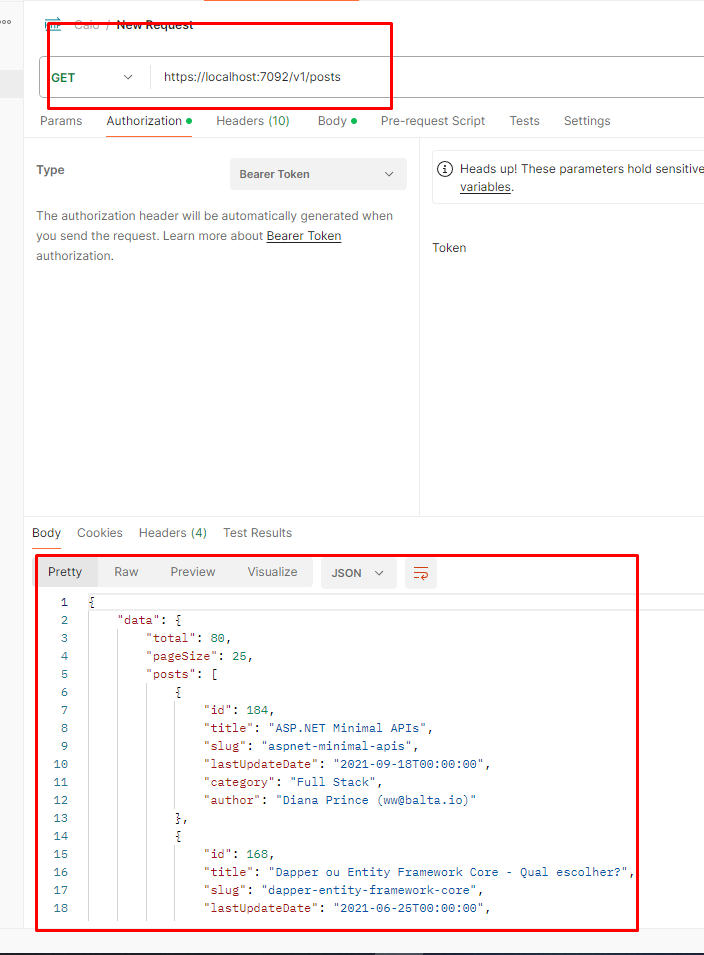 Caio / New Request
GET https://localhost:7092/v1/posts
Params Authorization Headers (10) Body Pre-request Script Tests Settings
Type Bearer Token
The authorization header will be automatically generated when
you send the request. Learn more about Bearer Token
authorization.
Heads up! These parameters hold sensitive
variables.
Token
Body Cookies Headers (4) Test Results
Pretty Raw Preview Visualize JSON
1 {
2 "data": {
3 "total": 80,
4 "pageSize": 25,
5 "posts": [
6 {
7 "id": 184,
8 "title": "ASP.NET Minimal APIs",
9 "slug": "aspnet-minimal-apis",
10 "lastUpdateDate": "2021-09-18T00:00:00",
11 "category": "Full Stack",
12 "author": "Diana Prince (ww@balta.io)"
13 },
14 {
15 "id": 168,
16 "title": "Dapper ou Entity Framework Core - Qual escolher?",
17 "slug": "dapper-entity-framework-core",
18 "lastUpdateDate": "2021-06-25T00:00:00",